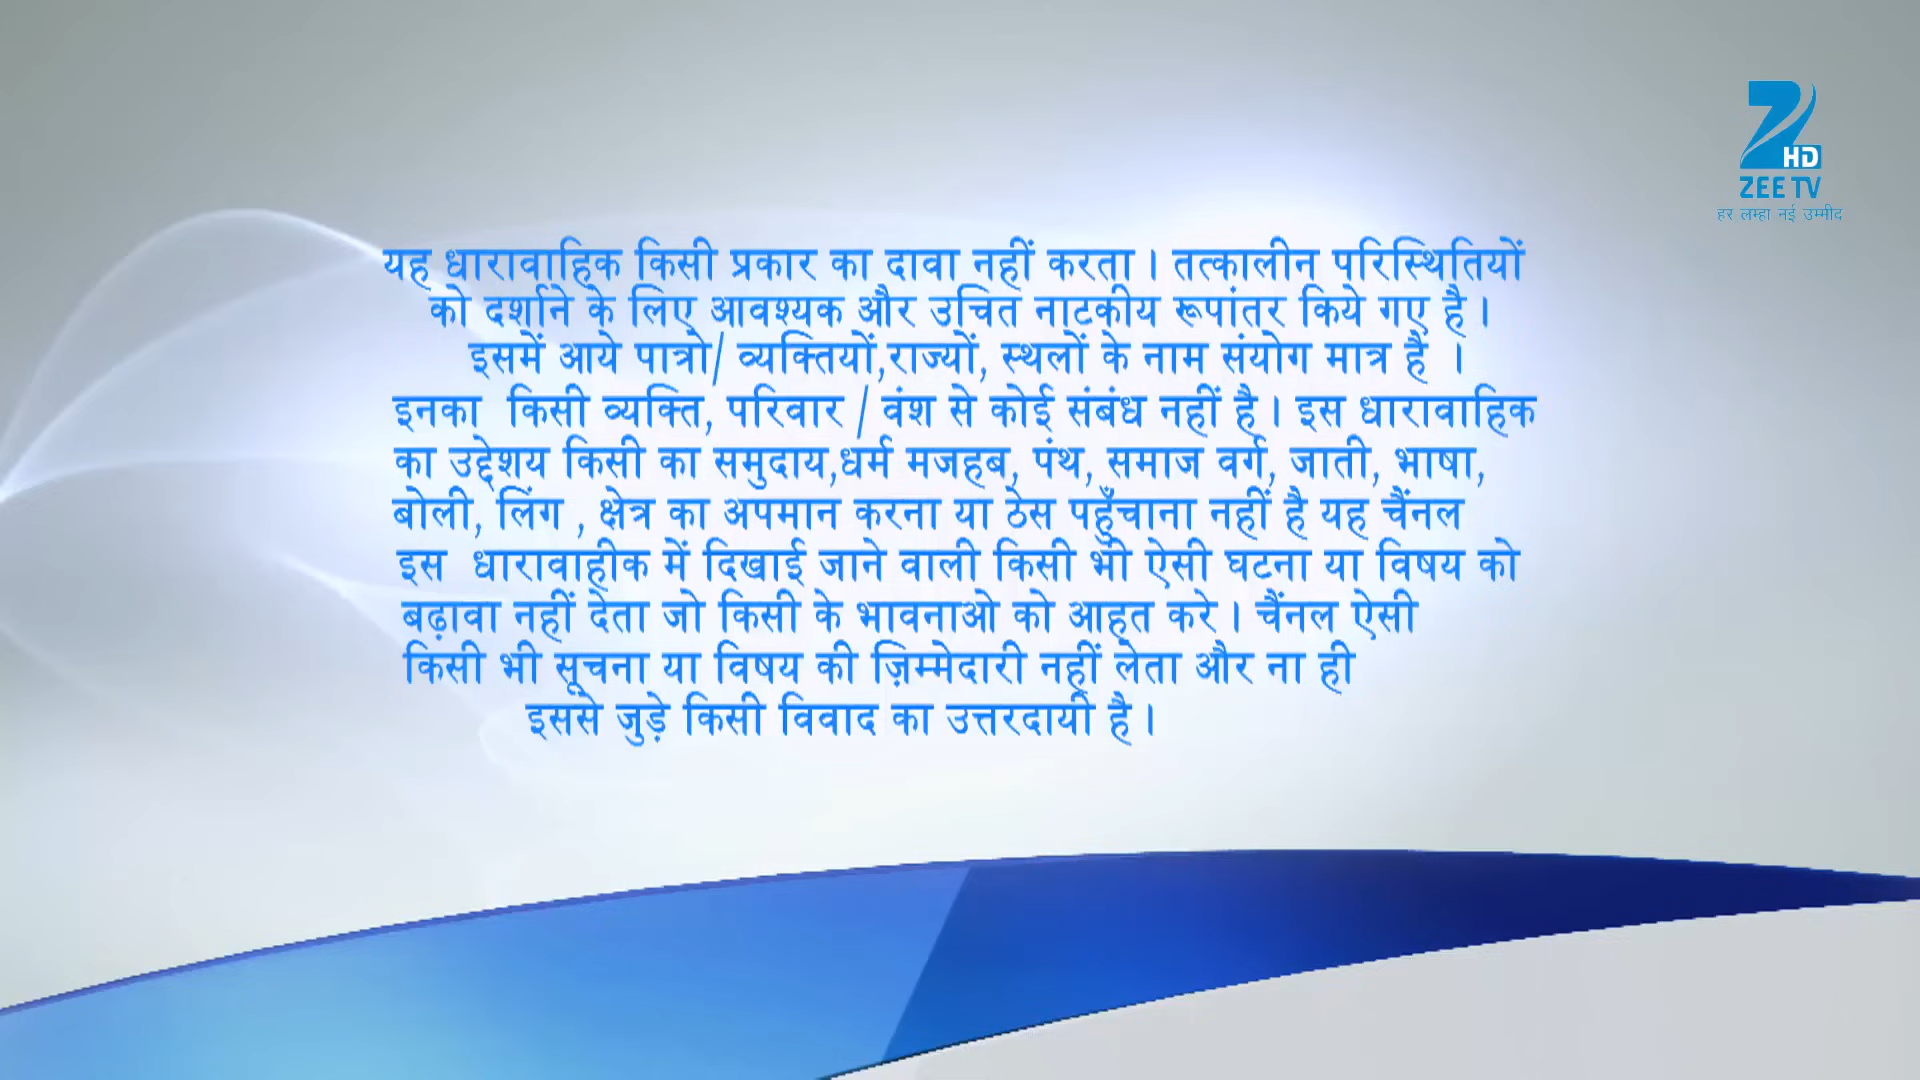 HD
ZEE TV
हर लम्हा नई उम्मीद
यह धारावाहिक किसी प्रकार का दावा नहीं करता । तत्कालीन परिस्थितियों
को दर्शाने के लिए आवश्यक और उचित नाटकीय रूपांतर किये गए है ।
इसमें आये पात्रो/ व्यक्तियों,राज्यों, स्थलों के नाम संयोग मात्र है ।
इनका किसी व्यक्ति, परिवार / वंश से कोई संबंध नहीं है । इस धारावाहिक
का उद्देशय किसी का समुदाय,धर्म मजहब, पंथ, समाज वर्ग, जाती, भाषा,
बोली, लिंग , क्षेत्र का अपमान करना या ठेस पहुँचाना नहीं है यह चैंनल
इस धारावाहीक में दिखाई जाने वाली किसी भी ऐसी घटना या विषय को
बढ़ावा नहीं देता जो किसी के भावनाओ को आहत करे । चैंनल ऐसी
किसी भी सूचना या विषय की ज़िम्मेदारी नहीं लेता और ना ही
इससे जुड़े किसी विवाद का उत्तरदायी है ।